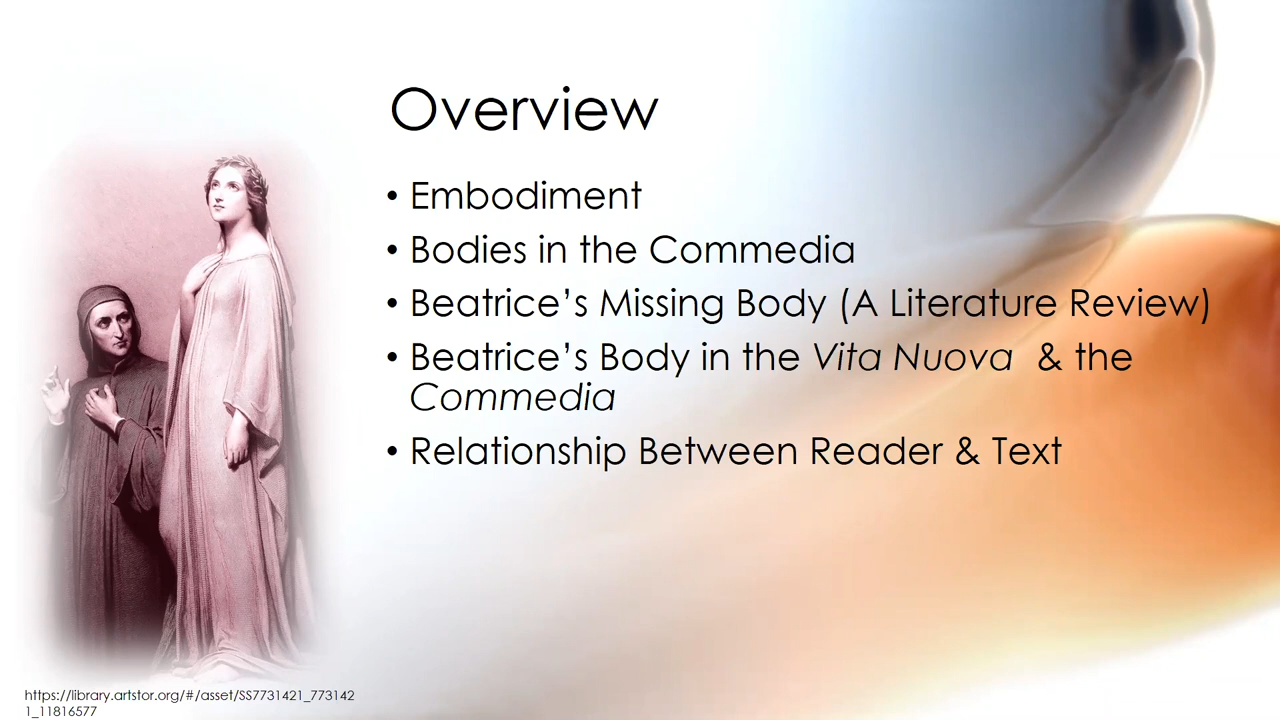 Overview
• Embodiment
• Bodies in the Commedia
• Beatrice’s Missing Body (A Literature Review)
• Beatrice’s Body in the Vita Nuova & the
Commedia
• Relationship Between Reader & Text
https://library.artstor.org/#/asset/SS7731421_773142
1_11816577